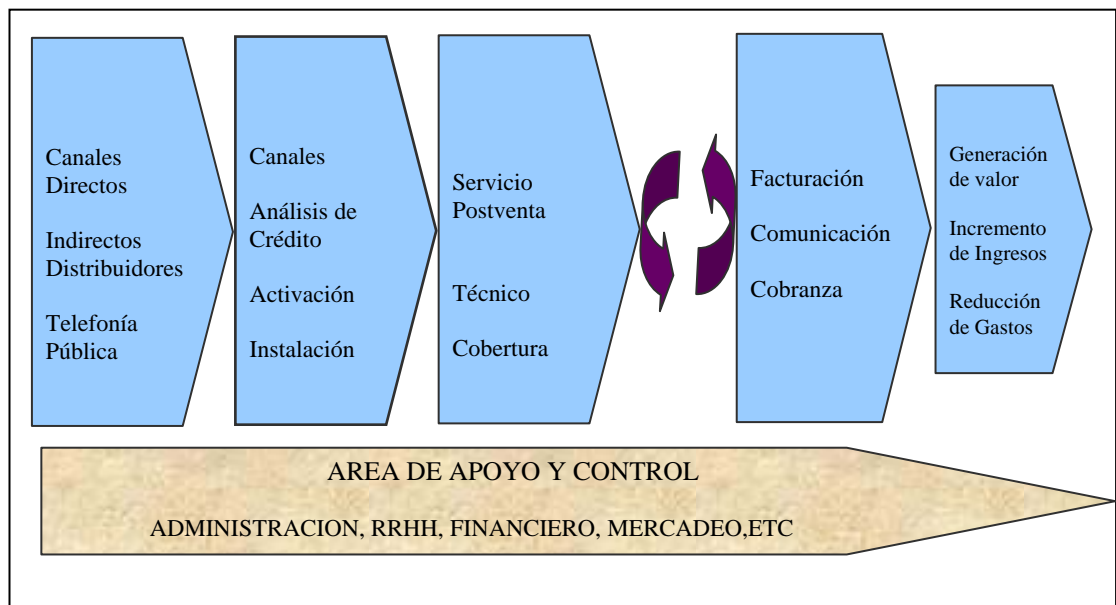 Canales
Directos
Indirectos
Distribuidores
Telefonía
Pública
Canales
Análisis de
Crédito
Activación
Instalación
Servicio
Postventa
Técnico
Cobertura
Facturación
Comunicación
Cobranza
Generación
de valor
Incremento
de Ingresos
Reducción
de Gastos
AREA DE APOYO Y CONTROL
ADMINISTRACION, RRHH, FINANCIERO, MERCADEO,ETC